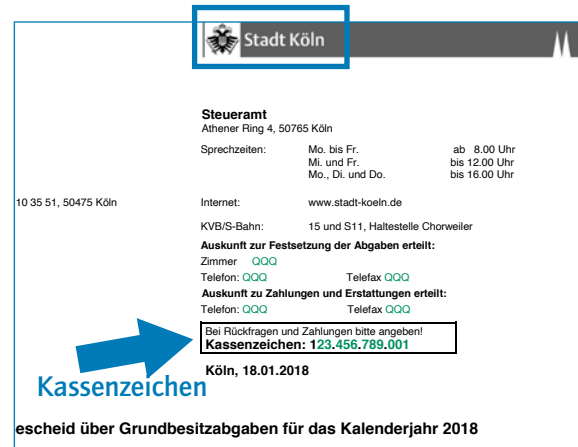 Stadt Köln
Steueramt
Athener Ring 4, 50765 Köln
Sprechzeiten: Mo. bis Fr. ab 8.00 Uhr
Mi. und Fr. bis 12.00 Uhr
Mo., Di. und Do. bis 16.00 Uhr
10 35 51, 50475 Köln Internet: www.stadt-koeln.de
KVB/S-Bahn: 15 und S11, Haltestelle Chorweiler
Auskunft zur Festsetzung der Abgaben erteilt:
Zimmer QQQ
Telefon: QQQ Telefax QQQ
Auskunft zu Zahlungen und Erstattungen erteilt:
Telefon: QQQ Telefax QQQ
Bei Rückfragen und Zahlungen bitte angeben!
Kassenzeichen: 123.456.789.001
Köln, 18.01.2018
Kassenzeichen
escheid über Grundbesitzabgaben für das Kalenderjahr 2018